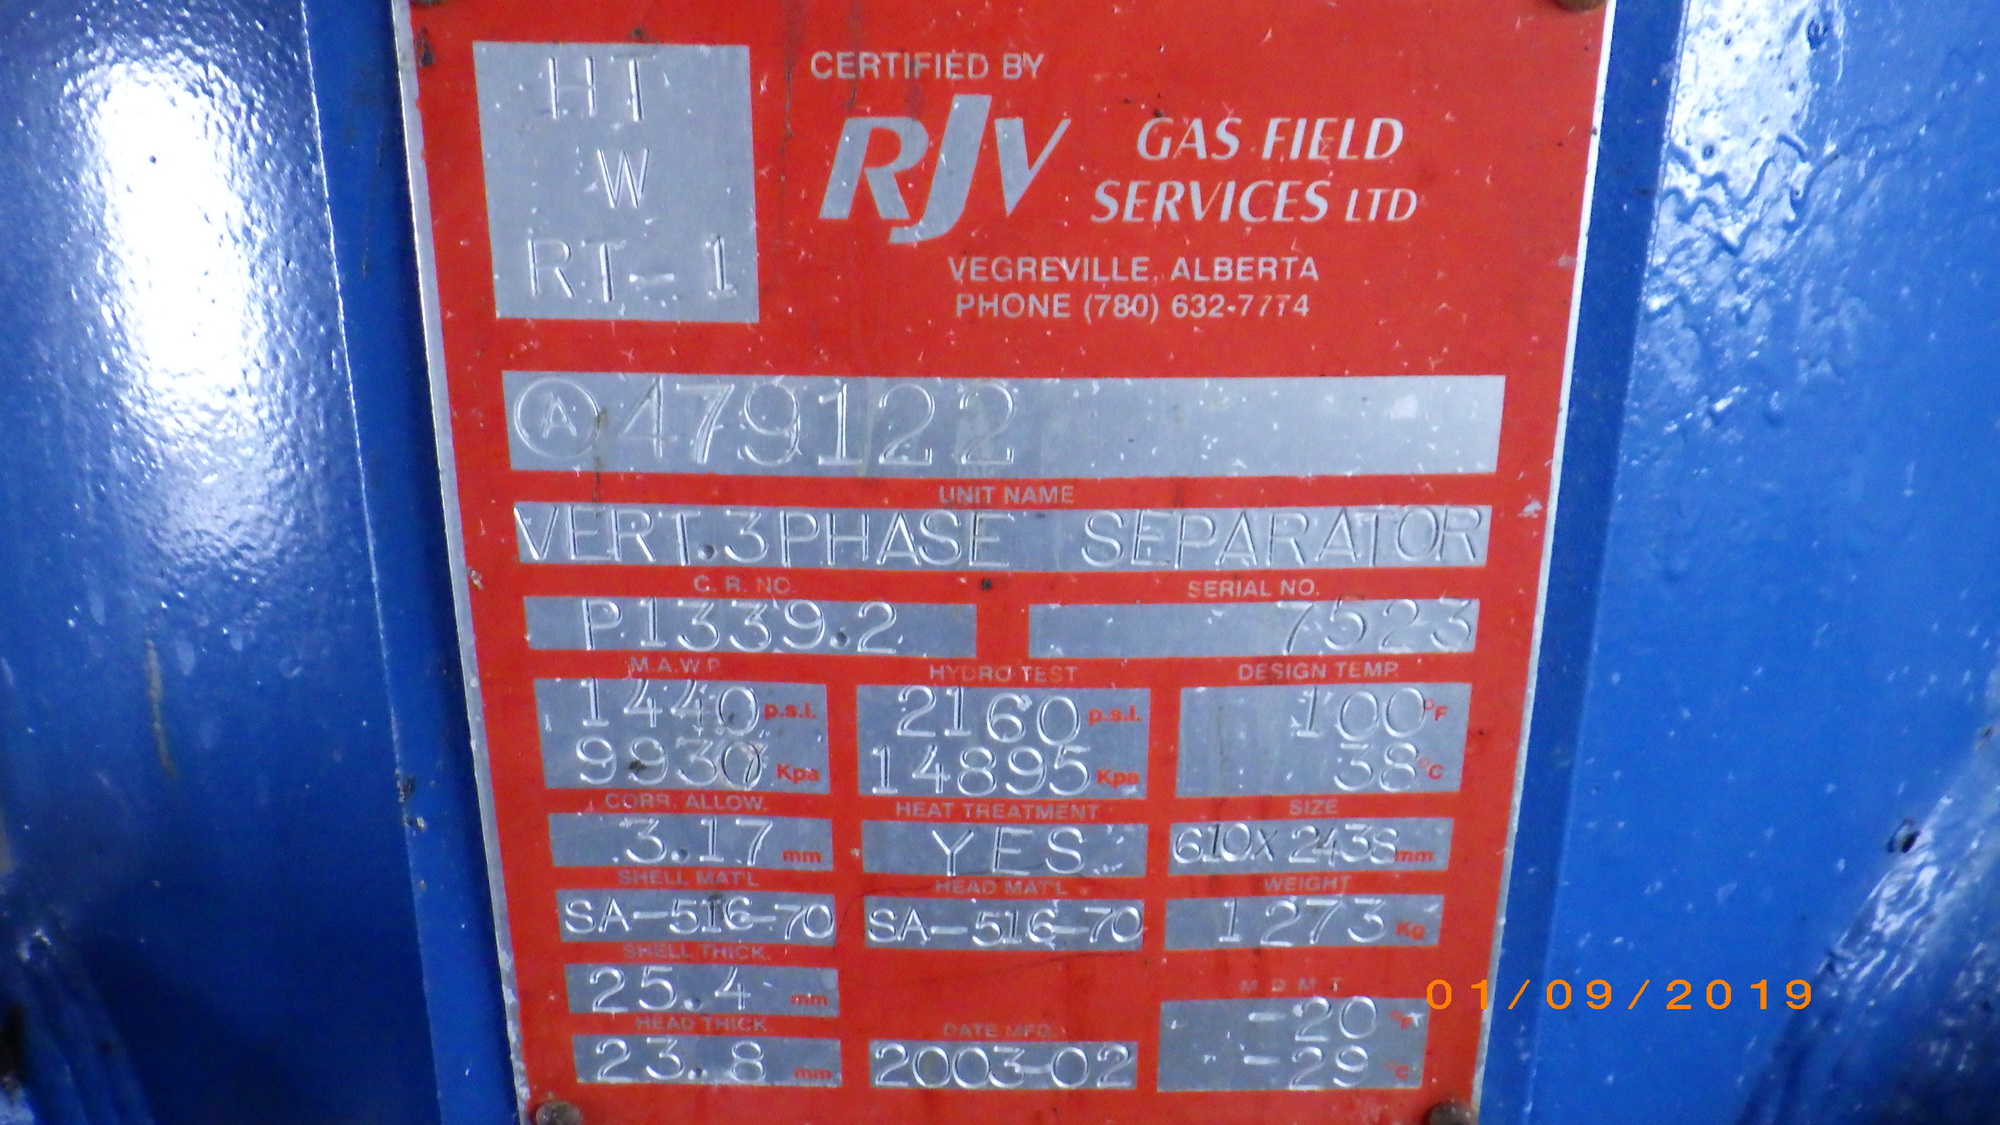 HT
W
RT-1
CERTIFIED BY
RJV GAS FIELD
SERVICES LTD
VEGREVILLE, ALBERTA
PHONE (780) 632-7774
Ⓐ 479122
UNIT NAME
VERT. 3 PHASE SEPARATOR
C. R. NO. SERIAL NO.
P1339.2 7523
M.A.W.P. HYDRO TEST DESIGN TEMP.
1440 p.s.i. 2160 p.s.i. 100 °F
9930 Kpa 14895 Kpa 38 °C
CORR. ALLOW. HEAT TREATMENT SIZE
3.17 mm YES 610 X 2438 mm
SHELL MAT'L HEAD MAT'L WEIGHT
SA-516-70 SA-516-70 1273 Kg
SHELL THICK. M.D.M.T.
25.4 mm -20 °F
HEAD THICK. DATE MFG. -29 °C
23.8 mm 2003-02
01/09/2019